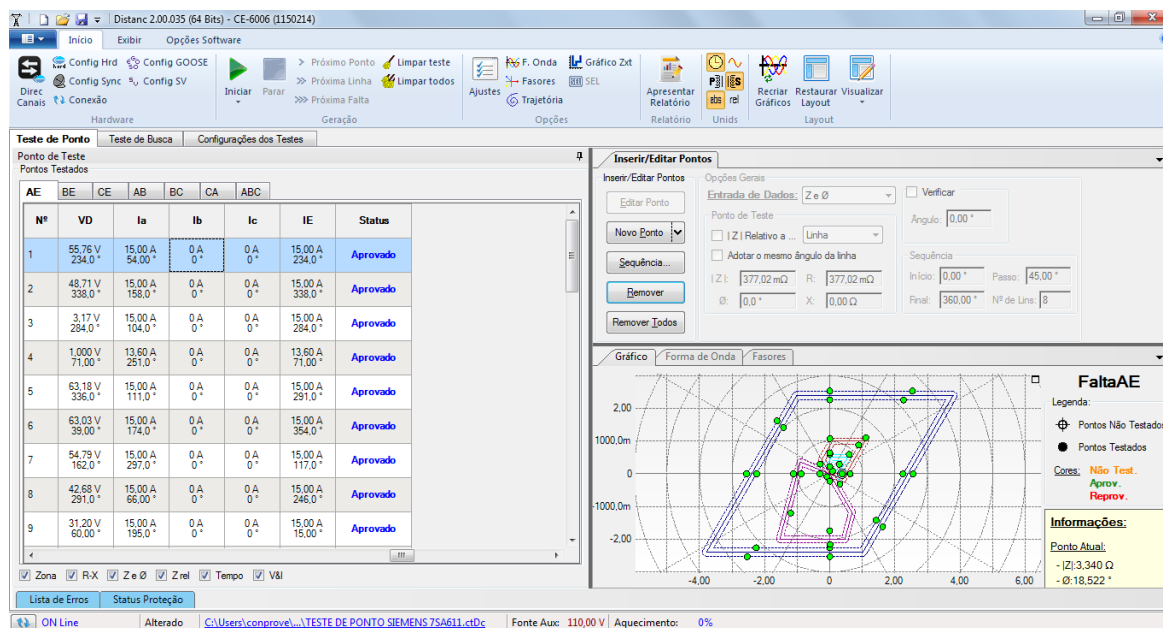 Distanc 2.00.035 (64 Bits) - CE-6006 (1150214)
Início Exibir Opções Software
Direc Canais
Config Hrd Config GOOSE
Config Sync Config SV
Conexão
Hardware
Iniciar Parar
Próximo Ponto Limpar teste
Próxima Linha Limpar todos
Próxima Falta
Geração
Ajustes
F. Onda Gráfico Zxt
Fasores SEL
Trajetória
Opções
Apresentar Relatório
Relatório
abs rel
Unids
Recriar Gráficos Restaurar Layout Visualizar
Layout
Teste de Ponto Teste de Busca Configurações dos Testes
Ponto de Teste
Pontos Testados
AE BE CE AB BC CA ABC
Nº VD Ia Ib Ic IE Status
1 55,76 V 15,00 A 0 A 0 A 15,00 A Aprovado
234,0 ° 54,00 ° 0 ° 0 ° 234,0 °
2 48,71 V 15,00 A 0 A 0 A 15,00 A Aprovado
338,0 ° 158,0 ° 0 ° 0 ° 338,0 °
3 3,17 V 15,00 A 0 A 0 A 15,00 A Aprovado
284,0 ° 104,0 ° 0 ° 0 ° 284,0 °
4 1,000 V 13,60 A 0 A 0 A 13,60 A Aprovado
71,00 ° 251,0 ° 0 ° 0 ° 71,00 °
5 63,18 V 15,00 A 0 A 0 A 15,00 A Aprovado
336,0 ° 111,0 ° 0 ° 0 ° 291,0 °
6 63,03 V 15,00 A 0 A 0 A 15,00 A Aprovado
39,00 ° 174,0 ° 0 ° 0 ° 354,0 °
7 54,79 V 15,00 A 0 A 0 A 15,00 A Aprovado
162,0 ° 297,0 ° 0 ° 0 ° 117,0 °
8 42,68 V 15,00 A 0 A 0 A 15,00 A Aprovado
291,0 ° 66,00 ° 0 ° 0 ° 246,0 °
9 31,20 V 15,00 A 0 A 0 A 15,00 A Aprovado
60,00 ° 195,0 ° 0 ° 0 ° 15,00 °
Zona R-X Z e Ø Z rel Tempo V&I
Lista de Erros Status Proteção
Inserir/Editar Pontos
Inserir/Editar Pontos
Editar Ponto
Novo Ponto
Sequência...
Remover
Remover Todos
Opções Gerais
Entrada de Dados: Z e Ø
Ponto de Teste
| Z | Relativo a ... Linha
Adotar o mesmo ângulo da linha
| Z |: 377,02 mΩ R: 377,02 mΩ
Ø: 0,0 ° X: 0,00 Ω
Verificar
Angulo: 0,00 °
Sequência
Início: 0,00 ° Passo: 45,00 °
Final: 360,00 ° Nº de Lins: 8
Gráfico Forma de Onda Fasores
2,00
1000,0m
0
-1000,0m
-2,00
-4,00 -2,00 0 2,00 4,00 6,00
FaltaAE
Legenda:
Pontos Não Testados
Pontos Testados
Cores: Não Test.
Aprov.
Reprov.
Informações:
Ponto Atual:
- |Z|:3,340 Ω
- Ø:18,522 °
ON Line Alterado C:\Users\conprove\...\TESTE DE PONTO SIEMENS 7SA611.ctDc Fonte Aux: 110,00 V Aquecimento: 0%